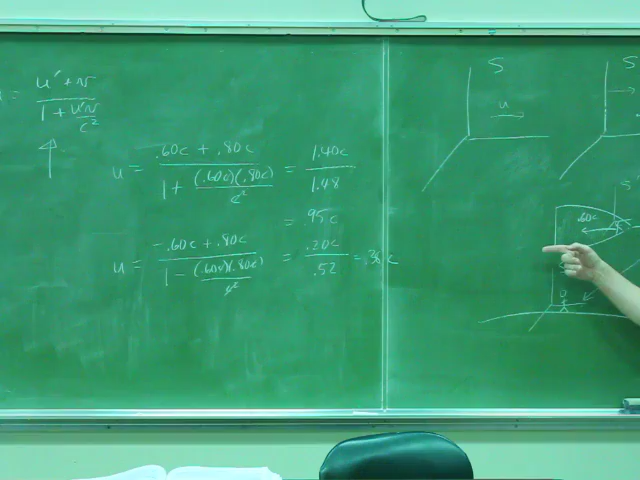 = u' + v / 1 + u'v/c²
u = .60c + .80c / 1 + (.60c)(.80c)/c² = 1.40c / 1.48
= .95c
u = -.60c + .80c / 1 - (.60c)(.80c)/c² = .20c / .52 =
S
S
u
S'
.60c